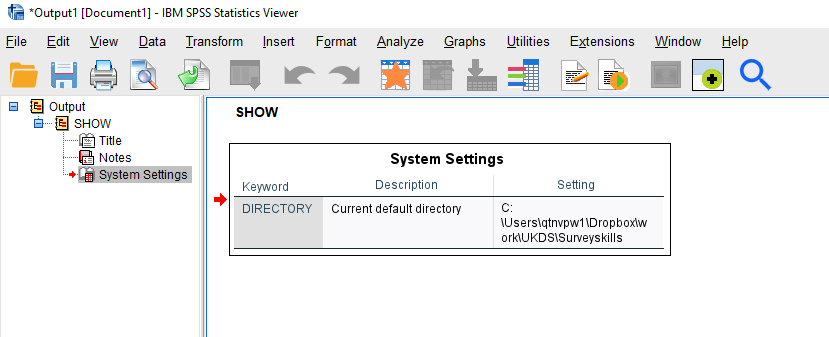 *Output1 [Document1] - IBM SPSS Statistics Viewer
File Edit View Data Transform Insert Format Analyze Graphs Utilities Extensions Window Help
Output
SHOW
Title
Notes
System Settings
SHOW
System Settings
Keyword Description Setting
DIRECTORY Current default directory C:
\Users\qtnvpw1\Dropbox\w
ork\UKDS\Surveyskills